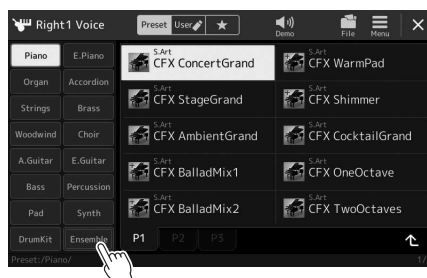 Right1 Voice
Preset User ★
Demo
File Menu
Piano E.Piano
Organ Accordion
Strings Brass
Woodwind Choir
A.Guitar E.Guitar
Bass Percussion
Pad Synth
DrumKit Ensemble
S.Art
CFX ConcertGrand
S.Art
CFX WarmPad
S.Art
CFX StageGrand
S.Art
CFX Shimmer
S.Art
CFX AmbientGrand
S.Art
CFX CocktailGrand
S.Art
CFX BalladMix1
S.Art
CFX OneOctave
S.Art
CFX BalladMix2
S.Art
CFX TwoOctaves
P1 P2 P3
Preset:/Piano/
1/